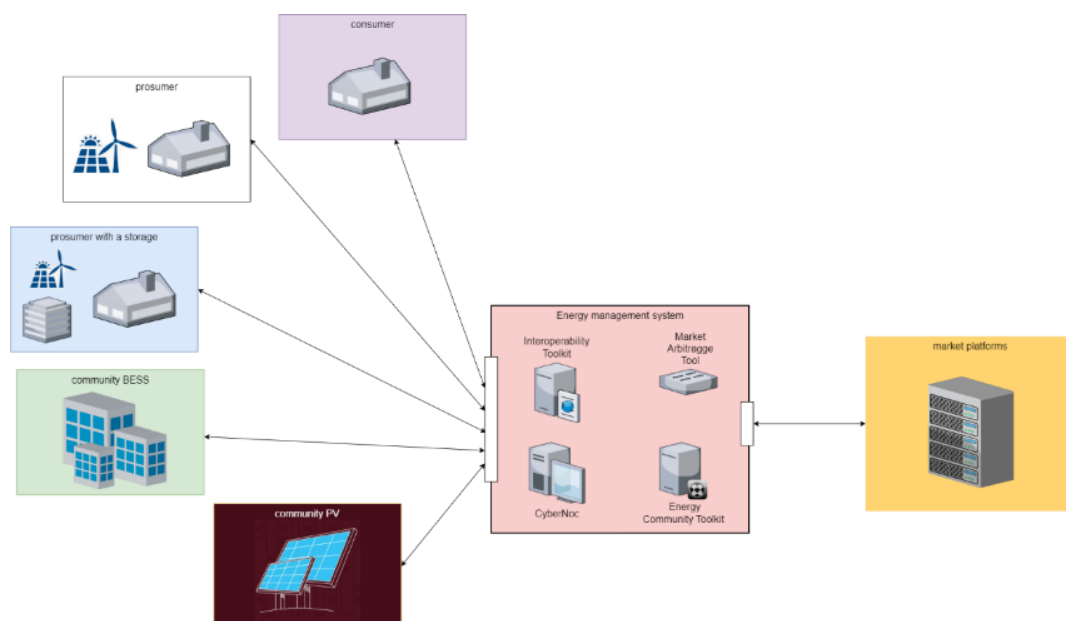 consumer
prosumer
prosumer with a storage
community BESS
community PV
Energy management system
Interoperability
Toolkit
Market
Arbitragge
Tool
CyberNoc
Energy
Community Toolkit
market platforms